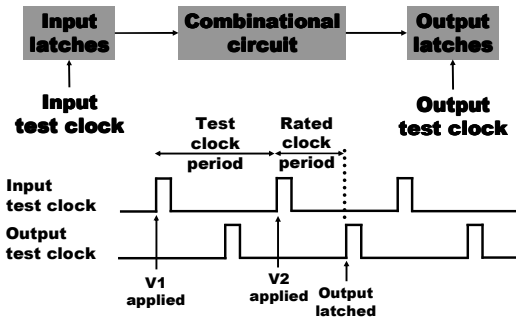 Input
latches
Combinational
circuit
Output
latches
Input
test clock
Output
test clock
Test
clock
period
Rated
clock
period
Input
test clock
Output
test clock
V1
applied
V2
applied
Output
latched